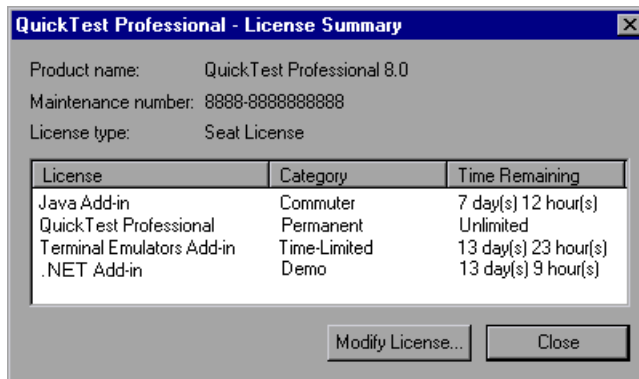 QuickTest Professional - License Summary
Product name: QuickTest Professional 8.0
Maintenance number: 8888-8888888888
License type: Seat License
License Category Time Remaining
Java Add-in Commuter 7 day(s) 12 hour(s)
QuickTest Professional Permanent Unlimited
Terminal Emulators Add-in Time-Limited 13 day(s) 23 hour(s)
.NET Add-in Demo 13 day(s) 9 hour(s)
Modify License... Close